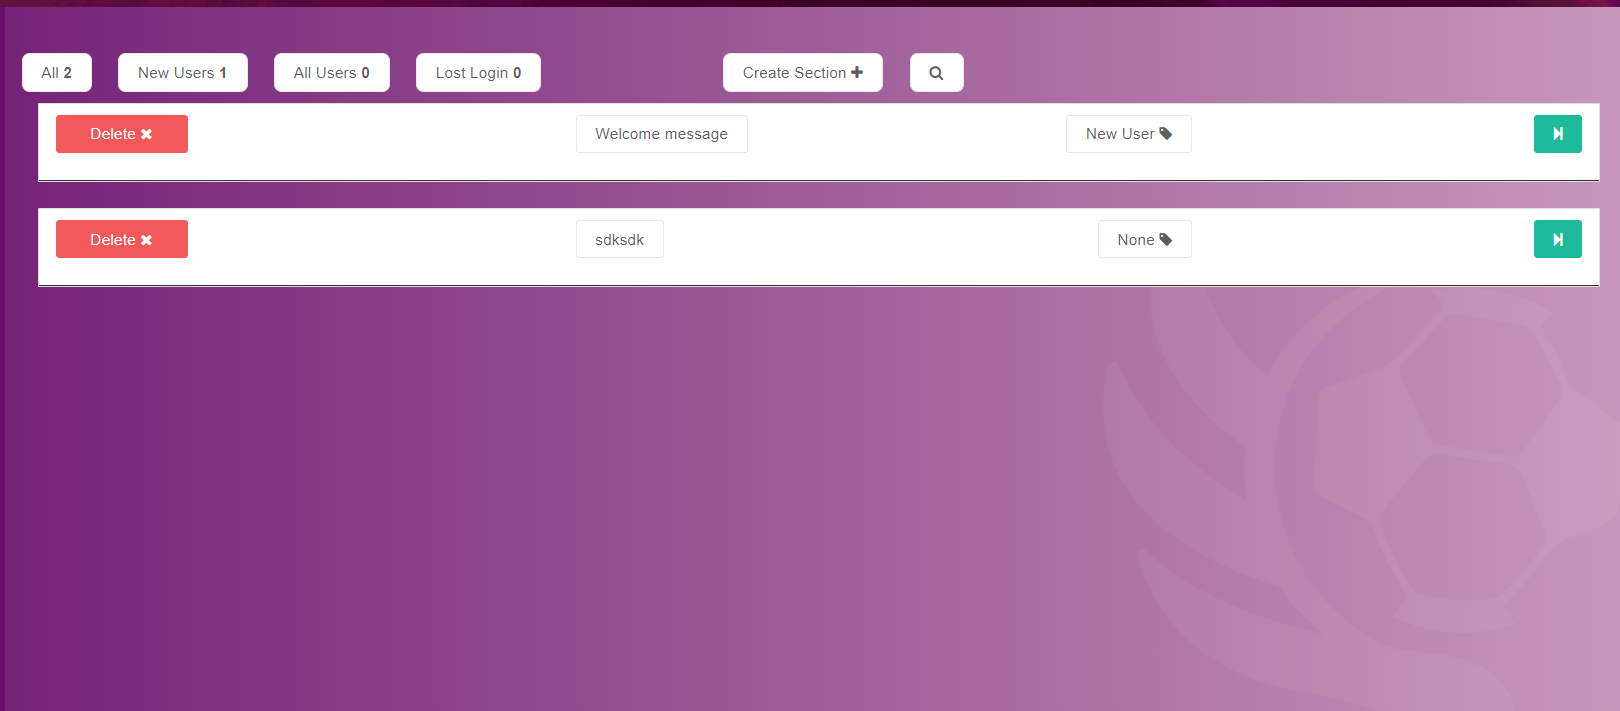 All 2 New Users 1 All Users 0 Lost Login 0 Create Section
Delete Welcome message New User
Delete sdksdk None